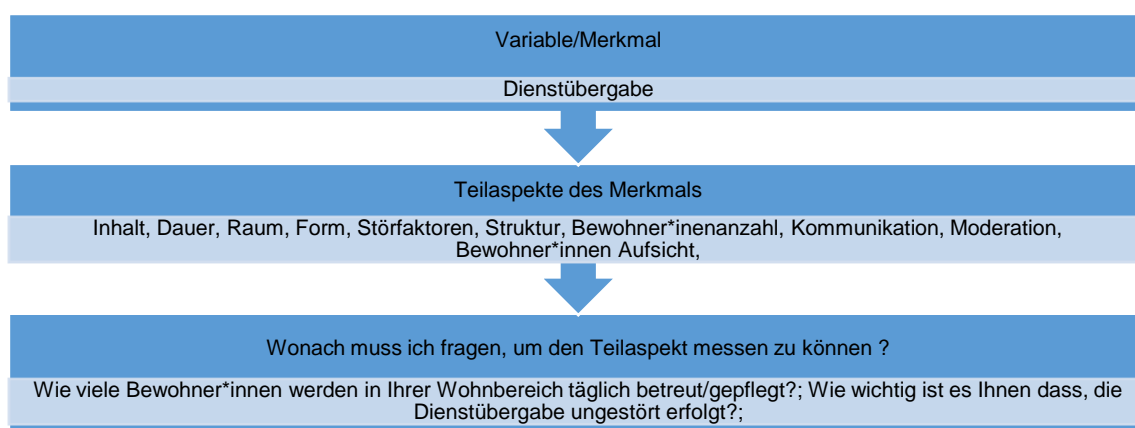 Variable/Merkmal
Dienstübergabe
Teilaspekte des Merkmals
Inhalt, Dauer, Raum, Form, Störfaktoren, Struktur, Bewohner*inenanzahl, Kommunikation, Moderation,
Bewohner*innen Aufsicht,
Wonach muss ich fragen, um den Teilaspekt messen zu können ?
Wie viele Bewohner*innen werden in Ihrer Wohnbereich täglich betreut/gepflegt?; Wie wichtig ist es Ihnen dass, die
Dienstübergabe ungestört erfolgt?;